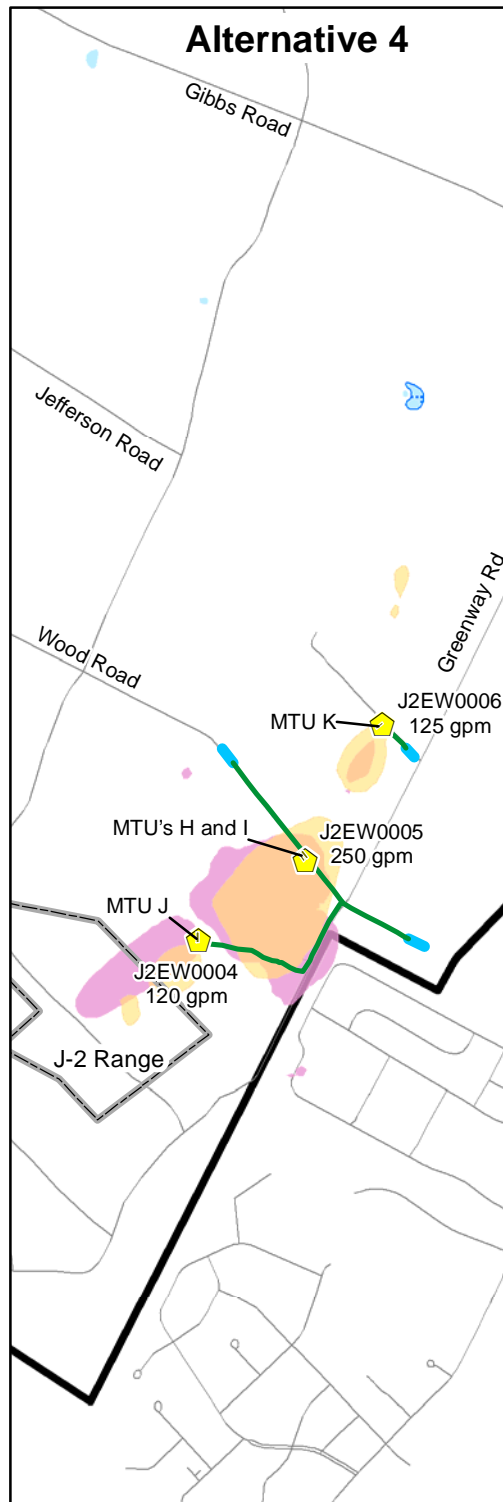 Alternative 4
Gibbs Road
Jefferson Road
Greenway Rd
Wood Road
J2EW0006
125 gpm
MTU K
J2EW0005
250 gpm
MTU's H and I
MTU J
J2EW0004
120 gpm
J-2 Range